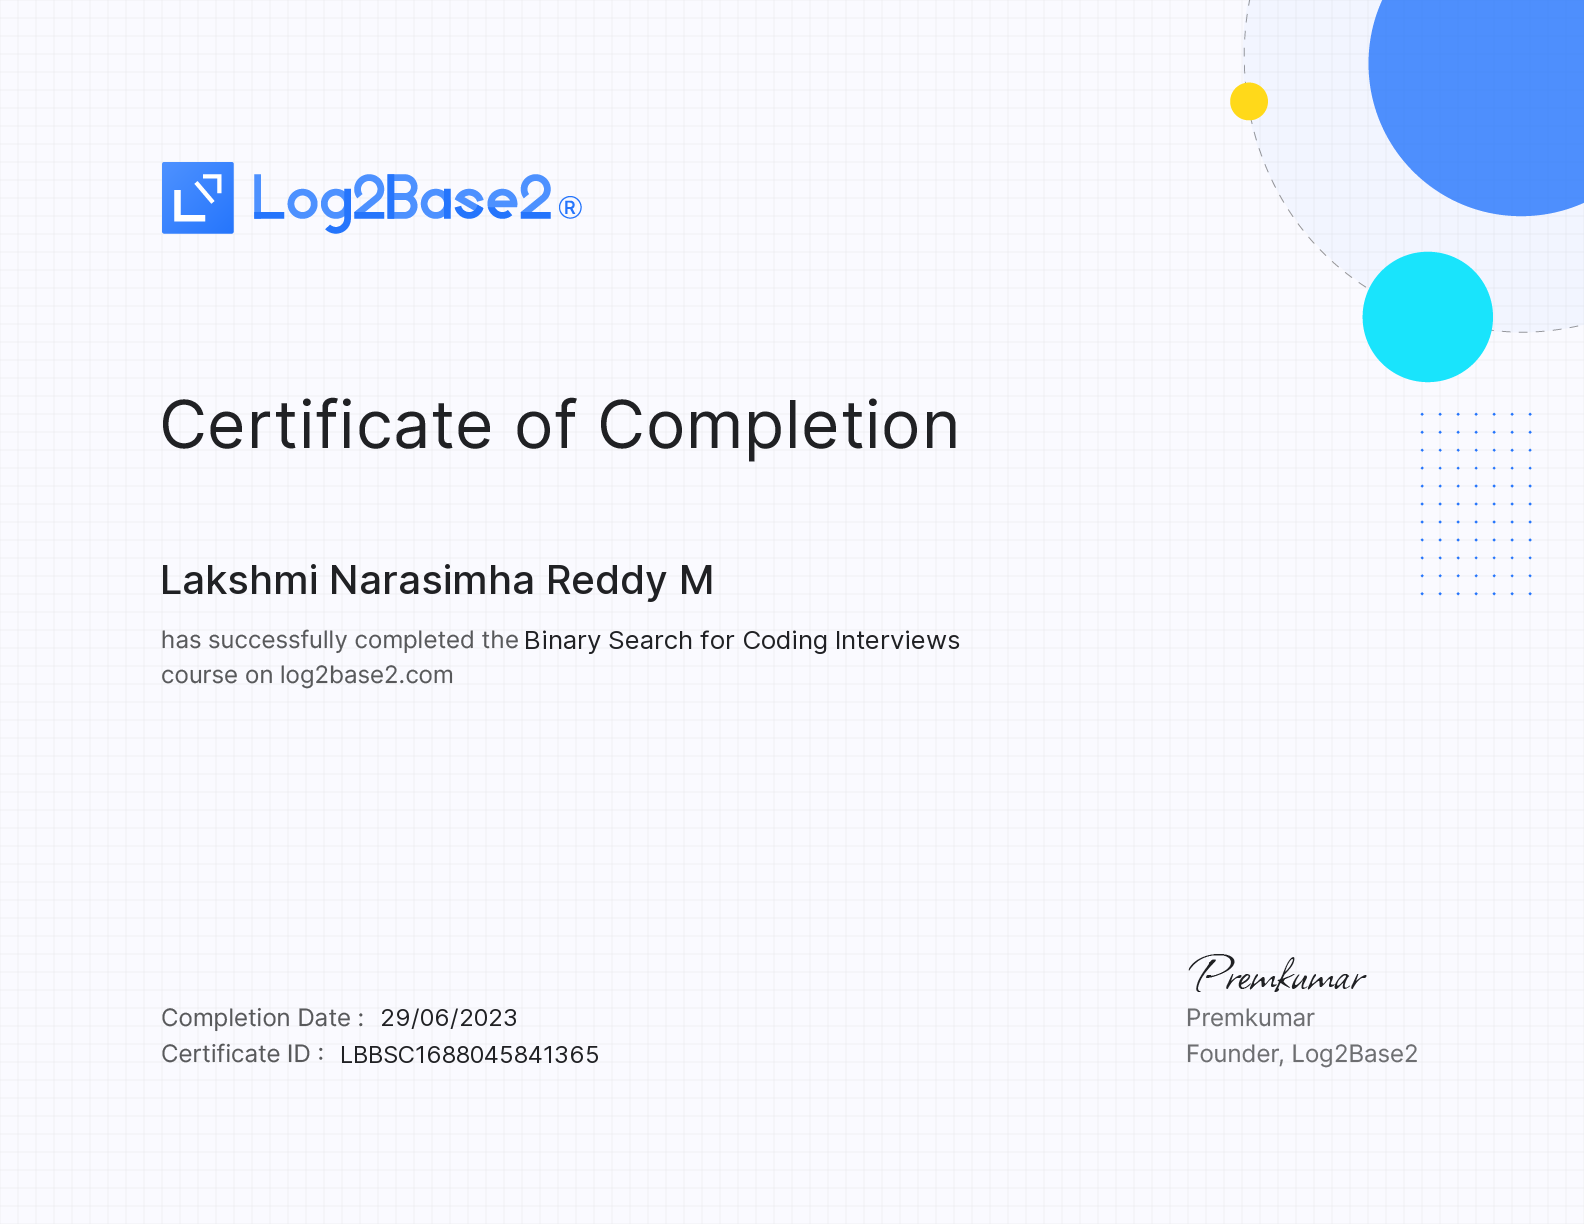 Log2Base2®
Certificate of Completion
Lakshmi Narasimha Reddy M
has successfully completed the Binary Search for Coding Interviews
course on log2base2.com
Premkumar
Completion Date : 29/06/2023
Premkumar
Certificate ID : LBBSC1688045841365
Founder, Log2Base2